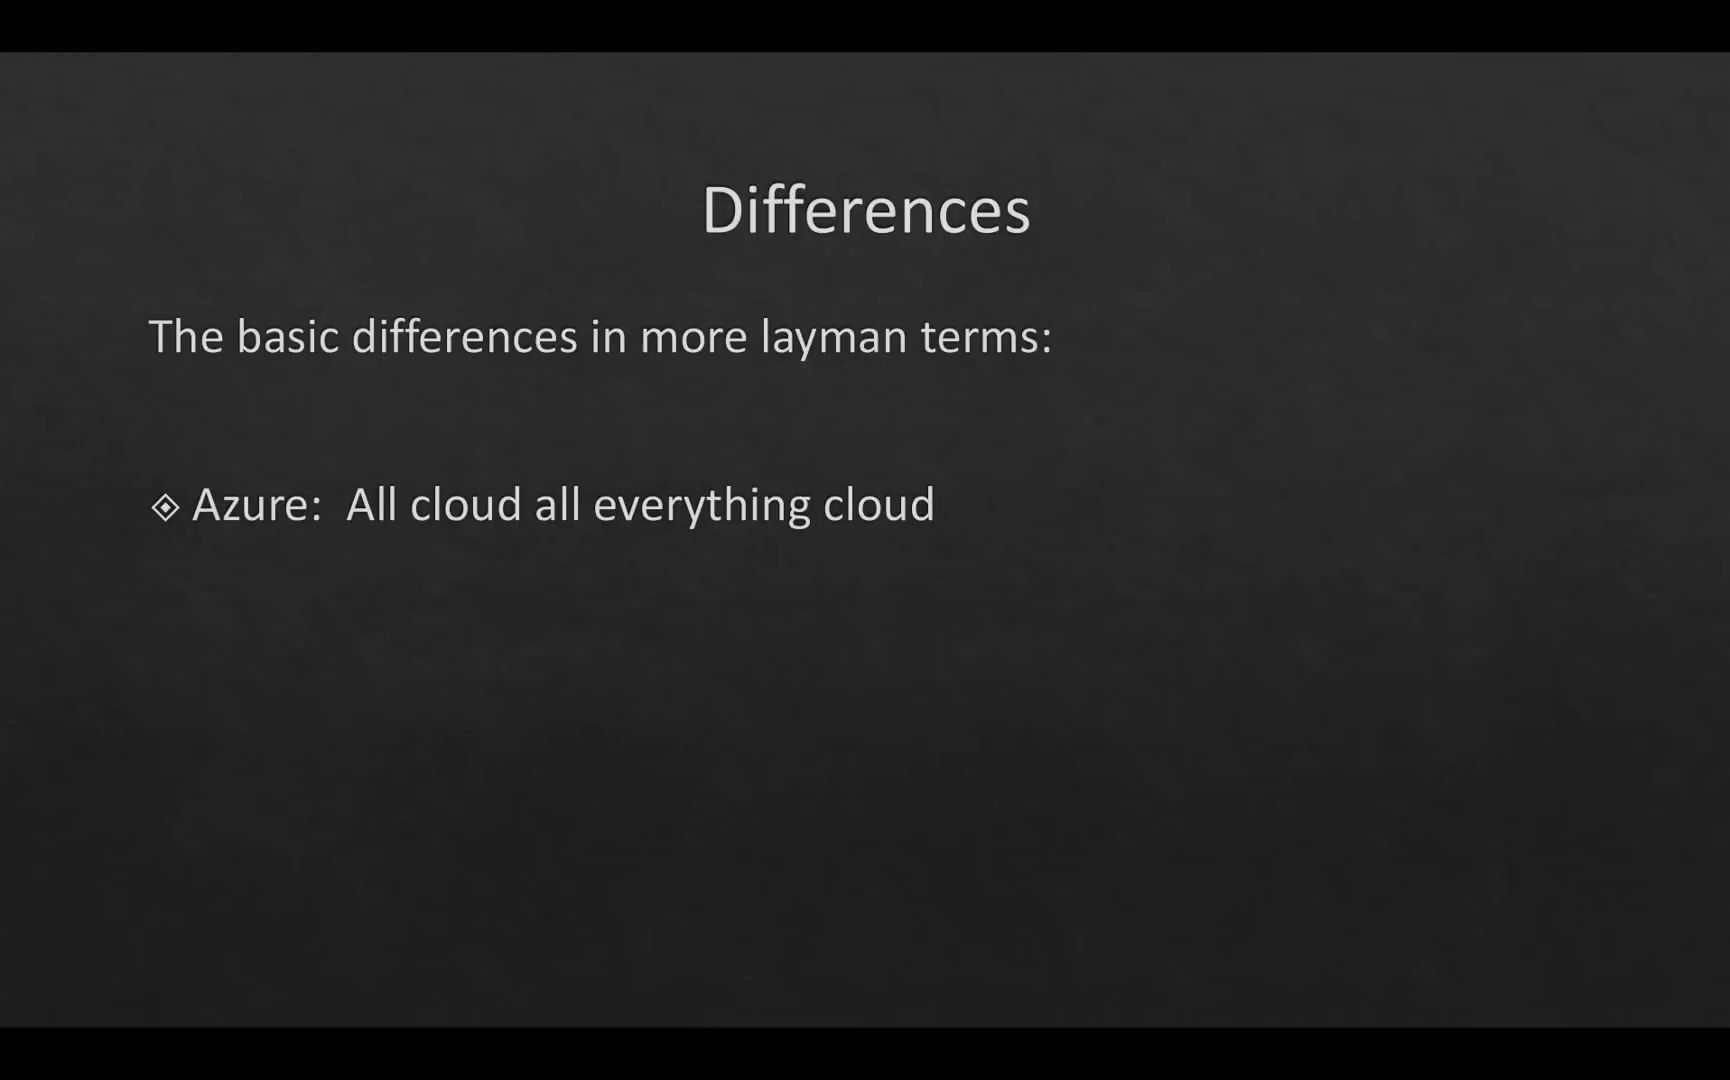 Differences
The basic differences in more layman terms:
Azure:  All cloud all everything cloud